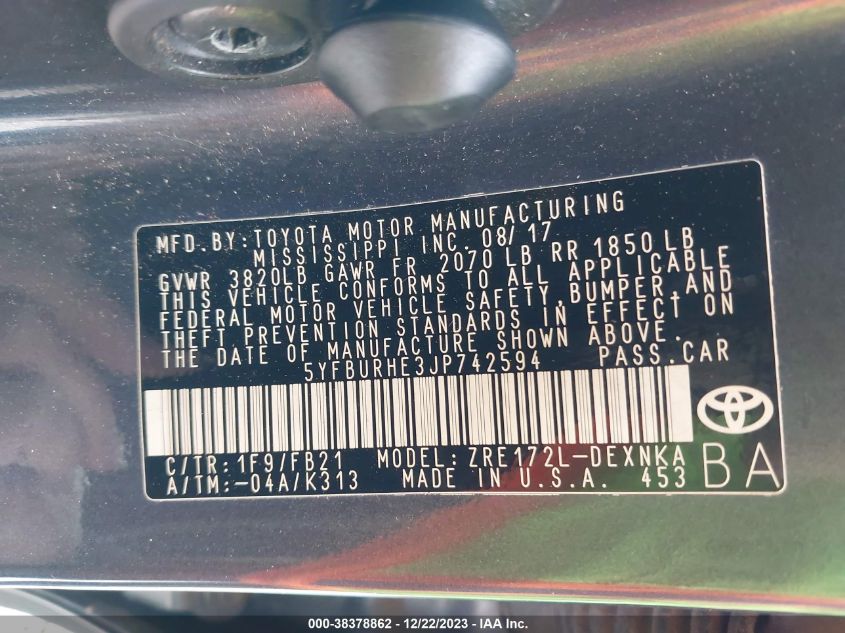 MFD. BY: TOYOTA MOTOR MANUFACTURING
MISSISSIPPI INC. 08/17
GVWR 3820LB GAWR FR 2070 LB RR 1850 LB
THIS VEHICLE CONFORMS TO ALL APPLICABLE
FEDERAL MOTOR VEHICLE SAFETY, BUMPER, AND
THEFT PREVENTION STANDARDS IN EFFECT ON
THE DATE OF MANUFACTURE SHOWN ABOVE.
5YFBURHE3JP742594 PASS. CAR
C/TR: 1F9/FB21 MODEL: ZRE172L-DEXNKA
A/TM:-04A/K313 MADE IN U.S.A. 453
BA
000-38378862 - 12/22/2023 - IAA Inc.